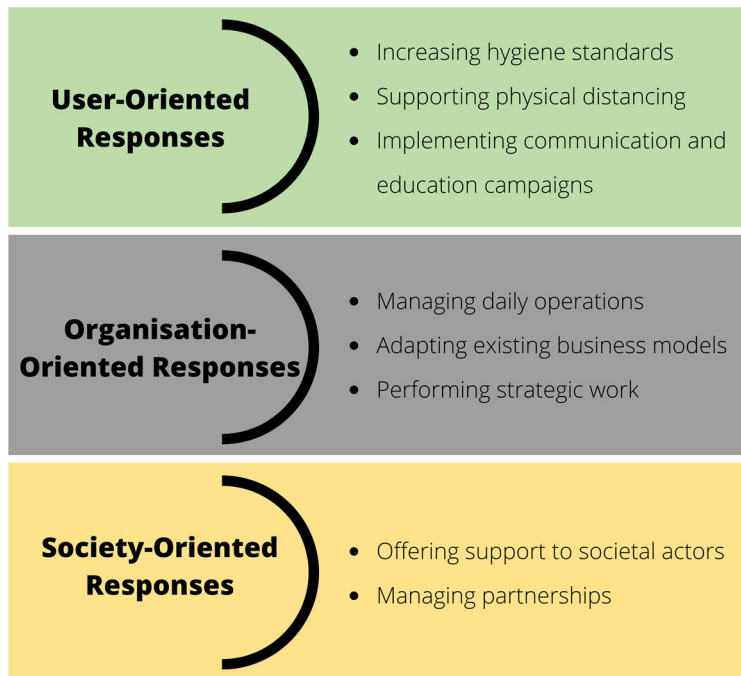 User-Oriented
Responses
• Increasing hygiene standards
• Supporting physical distancing
• Implementing communication and
education campaigns
Organisation-
Oriented Responses
• Managing daily operations
• Adapting existing business models
• Performing strategic work
Society-Oriented
Responses
• Offering support to societal actors
• Managing partnerships